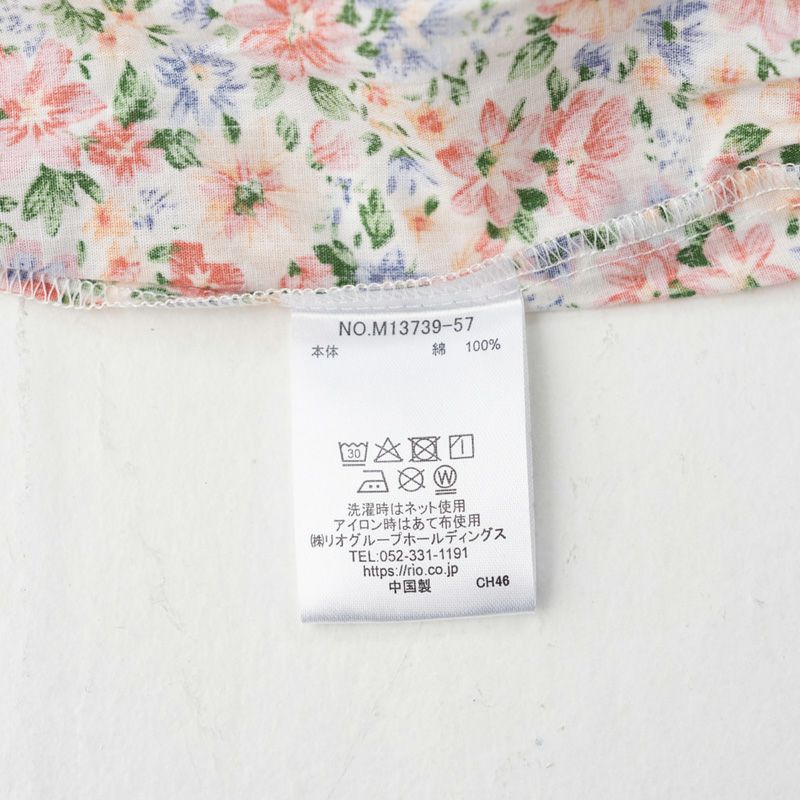 NO.M13739-57
本体 綿 100%
30
W
洗濯時はネット使用
アイロン時はあて布使用
㈱リオグループホールディングス
TEL:052-331-1191
https://rio.co.jp
中国製 CH46